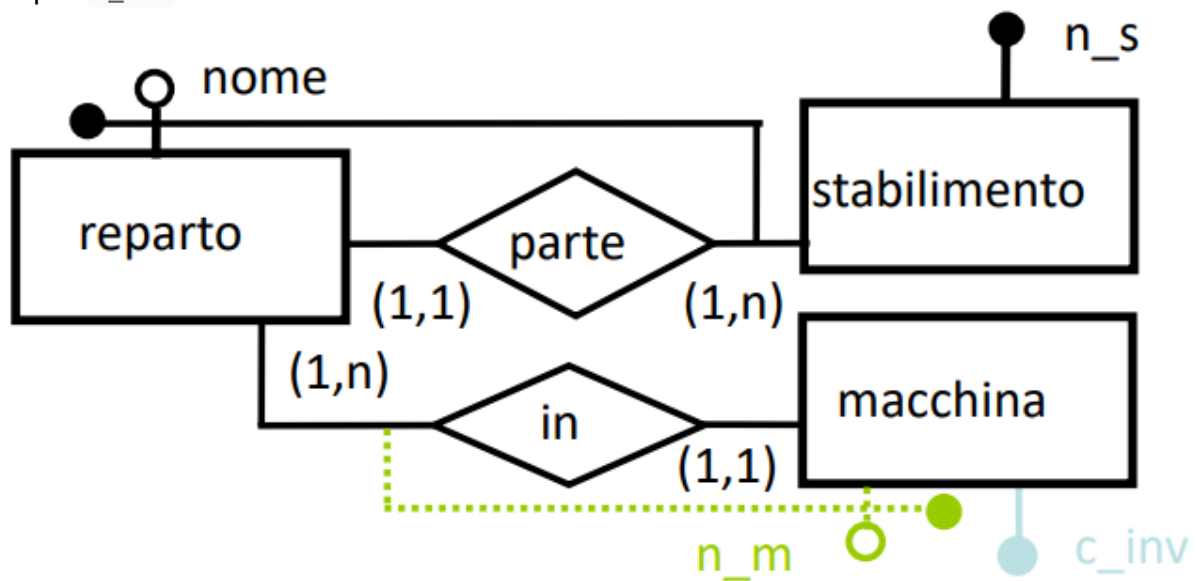 n_s
nome
stabilimento
reparto
parte
(1,1)
(1,n)
(1,n)
macchina
in
(1,1)
n_m
c_inv